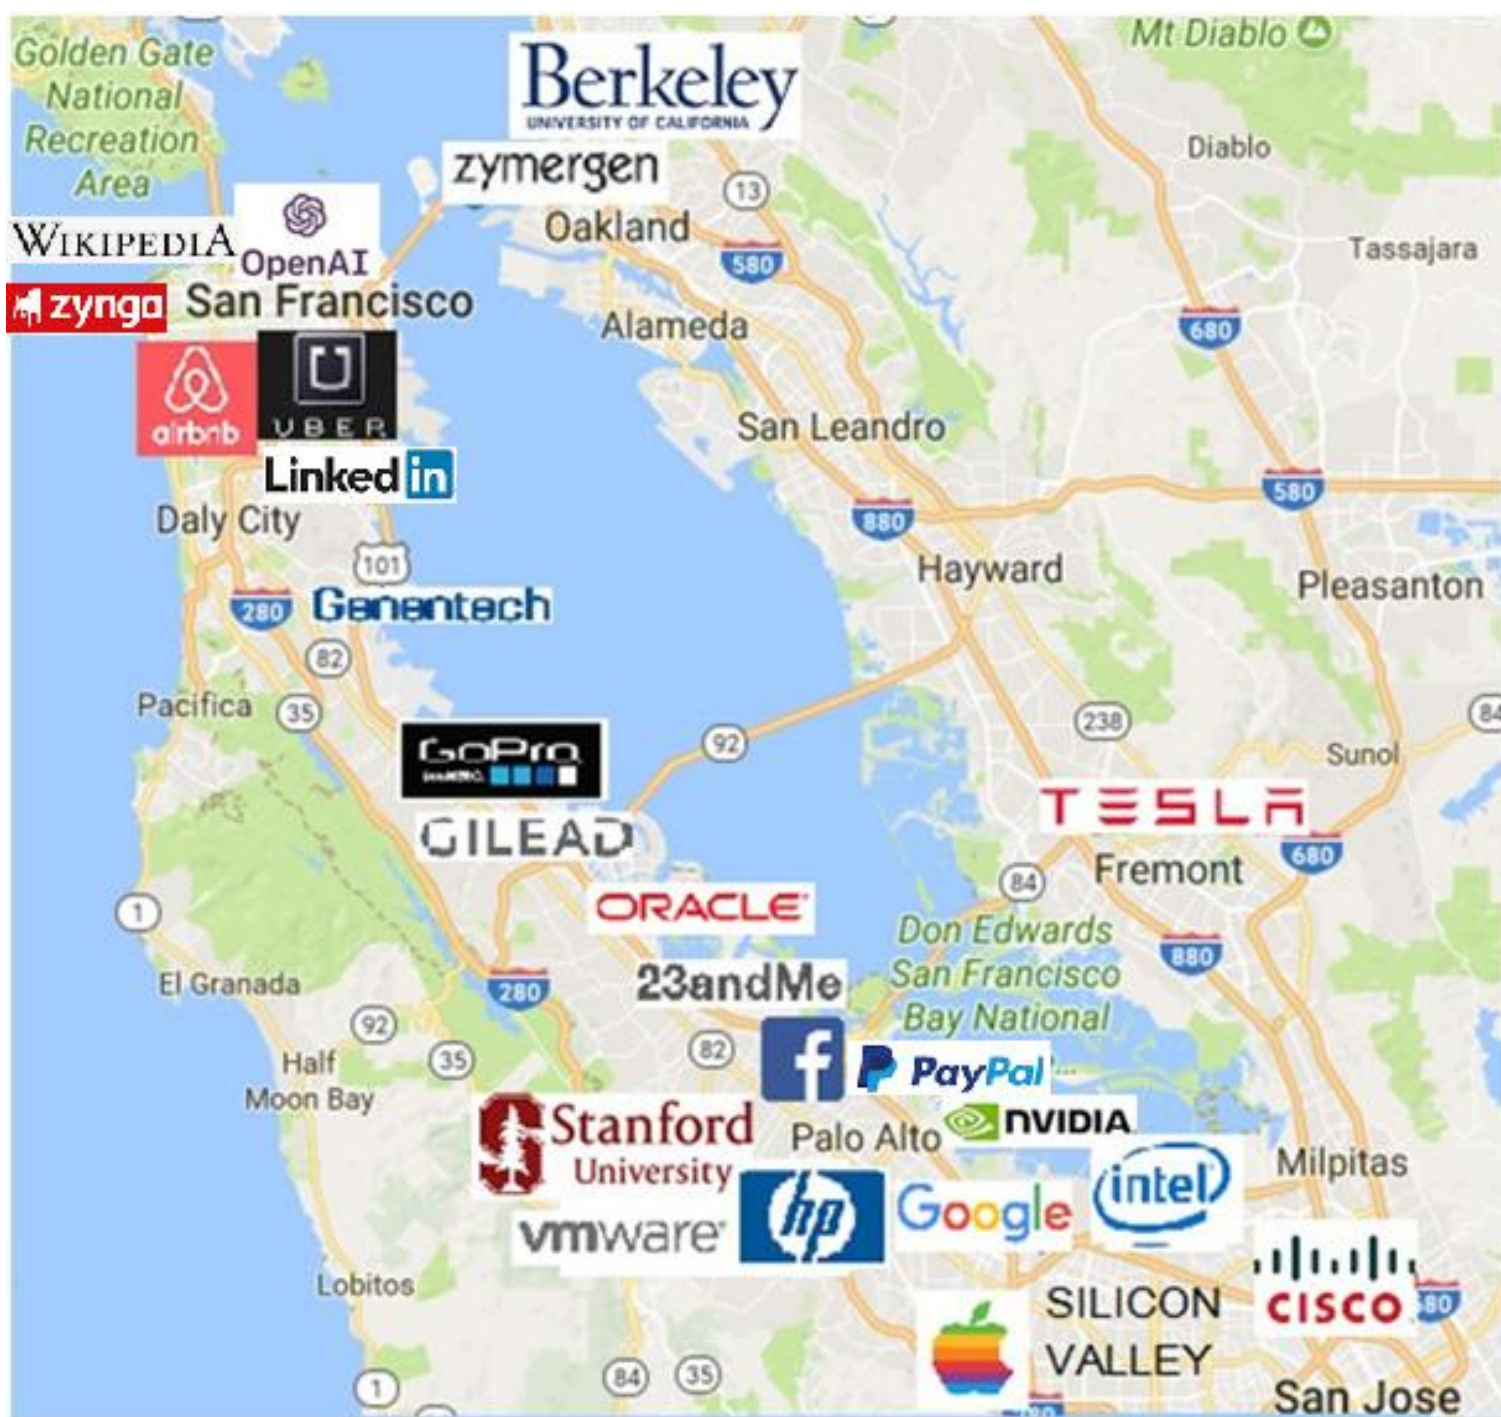 Golden Gate
National
Recreation
Area
Mt Diablo
Berkeley
UNIVERSITY OF CALIFORNIA
Diablo
zymergen
13
Oakland
580
Tassajara
WIKIPEDIA
OpenAI
zynga
San Francisco
Alameda
680
airbnb
UBER
San Leandro
LinkedIn
580
Daly City
880
101
Hayward
Pleasanton
280
Genentech
82
Pacifica
35
92
238
84
Sunol
GoPro
TESLA
GILEAD
680
Fremont
84
1
ORACLE
Don Edwards
San Francisco
Bay National
...
880
El Granada
280
23andMe
92
82
35
Half
Moon Bay
f
PayPal
Stanford
University
Palo Alto
NVIDIA
Milpitas
intel
vmware
hp
Google
Lobitos
CISCO
SILICON
VALLEY
80
1
84
35
San Jose